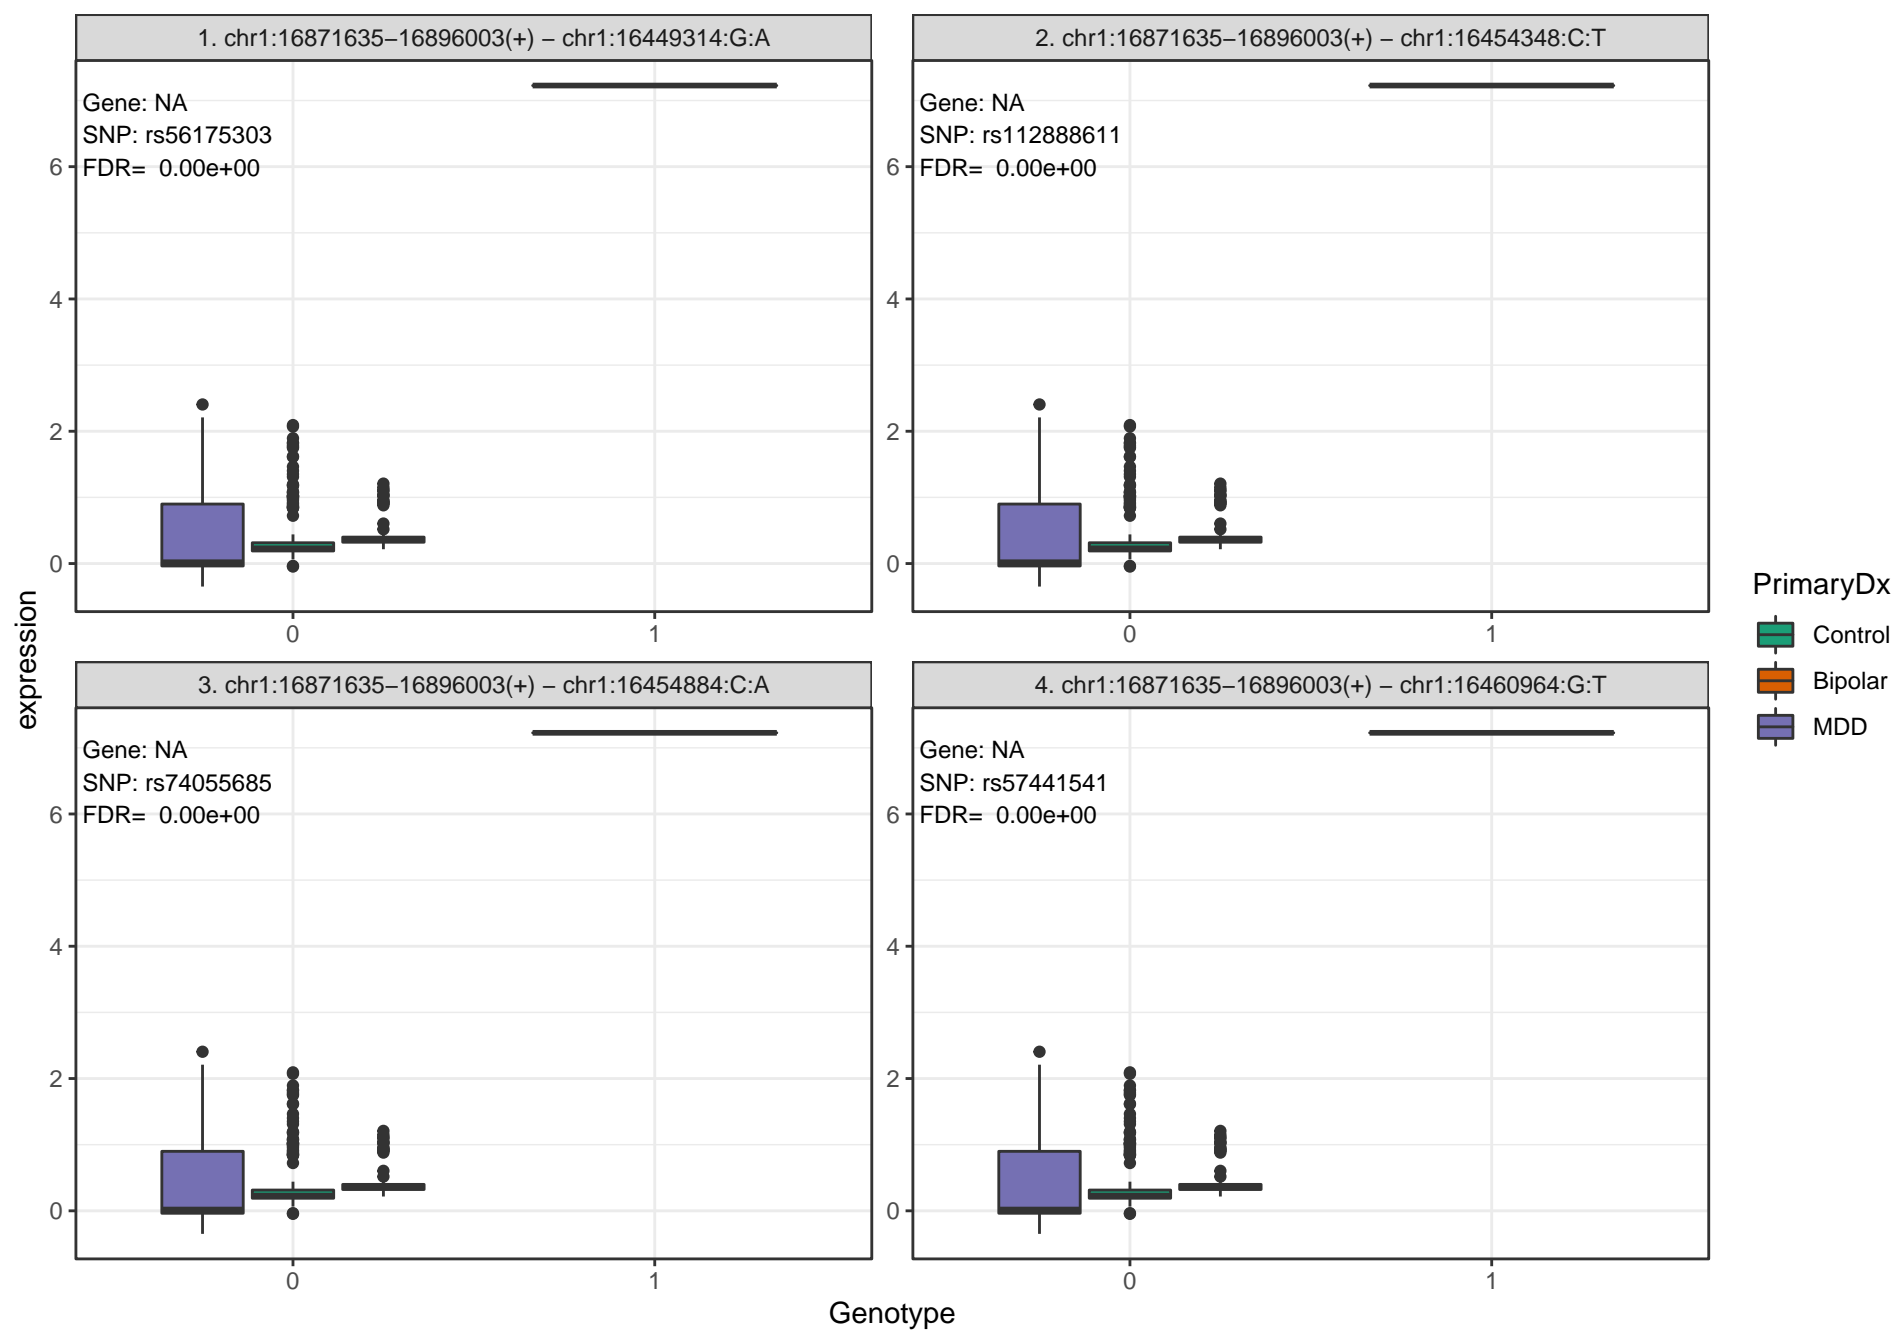 1. chr1:16871635−16896003(+) − chr1:16449314:G:A
Gene: NA
SNP: rs56175303
FDR=  0.00e+00
6
4
2
0
0
1
2. chr1:16871635−16896003(+) − chr1:16454348:C:T
Gene: NA
SNP: rs112888611
FDR=  0.00e+00
6
4
2
0
0
1
3. chr1:16871635−16896003(+) − chr1:16454884:C:A
Gene: NA
SNP: rs74055685
FDR=  0.00e+00
6
4
2
0
0
1
4. chr1:16871635−16896003(+) − chr1:16460964:G:T
Gene: NA
SNP: rs57441541
FDR=  0.00e+00
6
4
2
0
0
1
expression
Genotype
PrimaryDx
Control
Bipolar
MDD